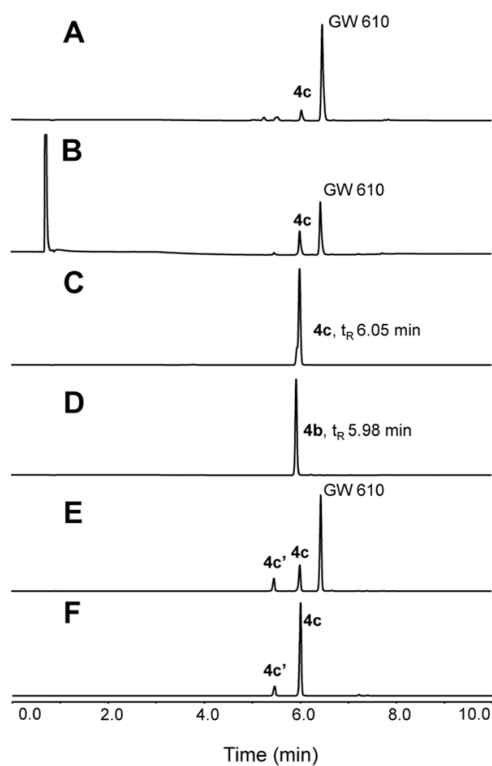 A
GW 610
4c
B
GW 610
4c
C
4c, tR 6.05 min
D
4b, tR 5.98 min
E
GW 610
4c' 4c
F
4c
4c'
0.0 2.0 4.0 6.0 8.0 10.0
Time (min)